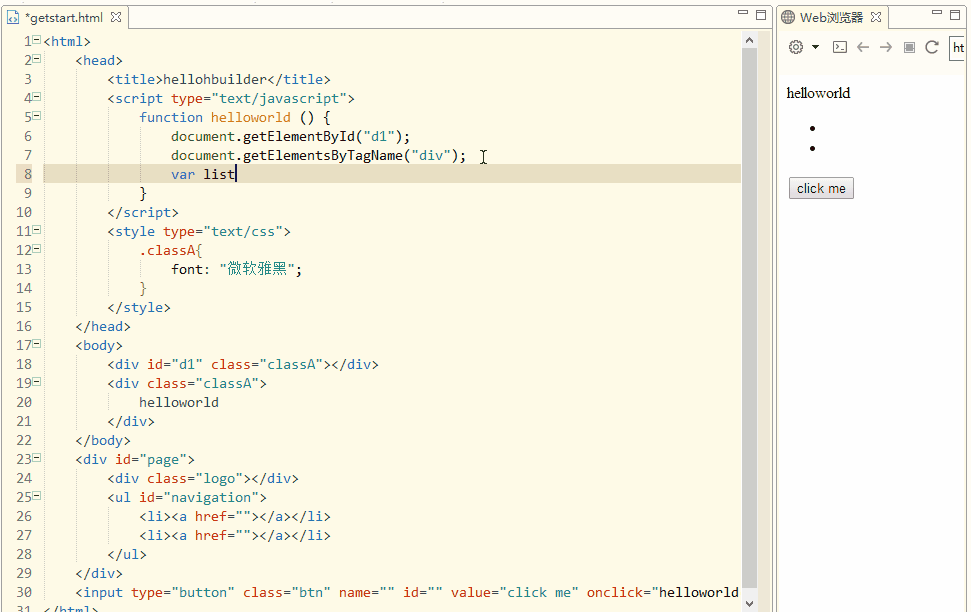 *getstart.html
Web浏览器
ht
1 <html>
2 <head>
3 <title>hellohbuilder</title>
4 <script type="text/javascript">
5 function helloworld () {
6 document.getElementById("d1");
7 document.getElementsByTagName("div");
8 var list
9 }
10 </script>
11 <style type="text/css">
12 .classA{
13 font: "微软雅黑";
14 }
15 </style>
16 </head>
17 <body>
18 <div id="d1" class="classA"></div>
19 <div class="classA">
20 helloworld
21 </div>
22 </body>
23 <div id="page">
24 <div class="logo"></div>
25 <ul id="navigation">
26 <li><a href=""></a></li>
27 <li><a href=""></a></li>
28 </ul>
29 </div>
30 <input type="button" class="btn" name="" id="" value="click me" onclick="helloworld
31 </html>
helloworld
click me